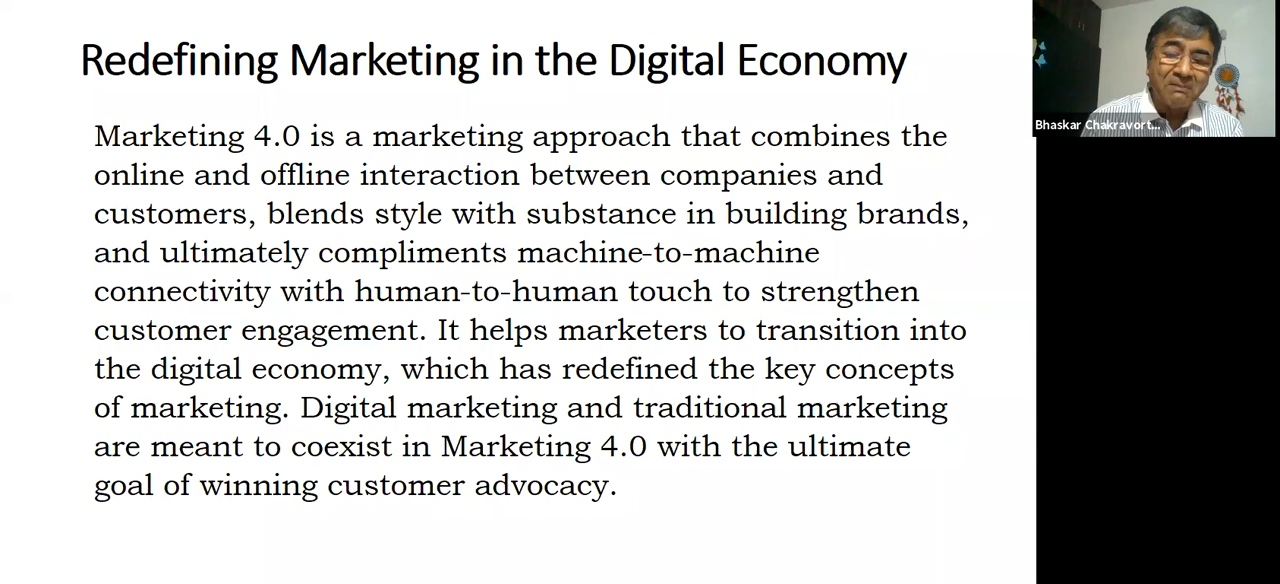 Redefining Marketing in the Digital Economy
Marketing 4.0 is a marketing approach that combines the
online and offline interaction between companies and
customers, blends style with substance in building brands,
and ultimately compliments machine-to-machine
connectivity with human-to-human touch to strengthen
customer engagement. It helps marketers to transition into
the digital economy, which has redefined the key concepts
of marketing. Digital marketing and traditional marketing
are meant to coexist in Marketing 4.0 with the ultimate
goal of winning customer advocacy.
Bhaskar Chakravort...